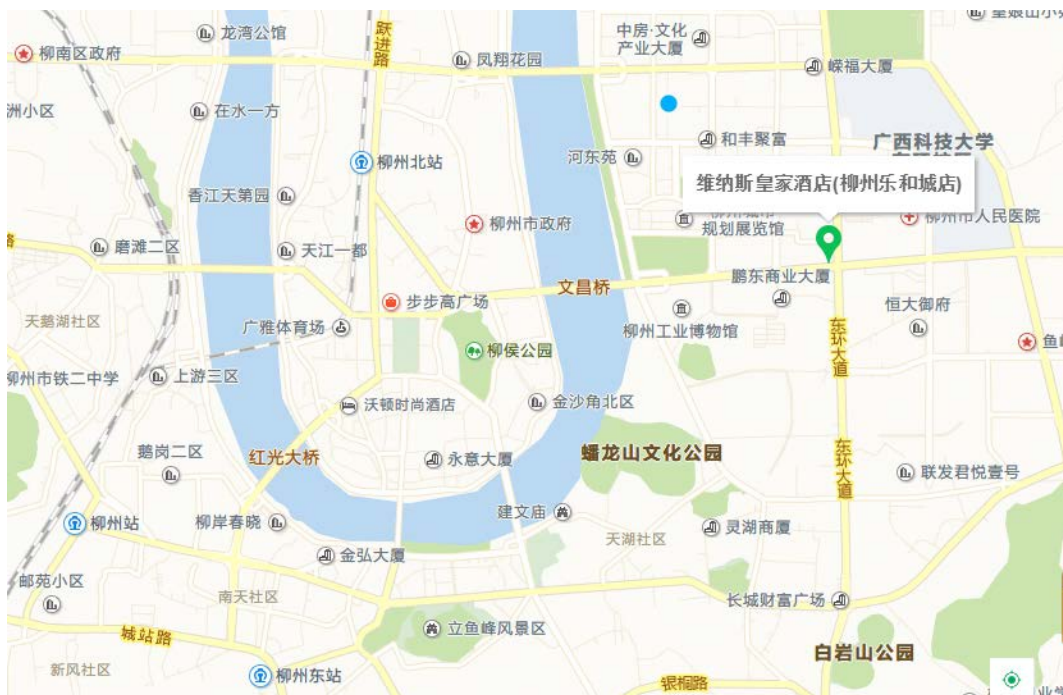 龙湾公馆
跃进路
中房·文化
产业大厦
柳南区政府
凤翔花园
嵘福大厦
洲小区
在水一方
和丰聚富
广西科技大学
柳州北站
河东苑
维纳斯皇家酒店(柳州乐和城店)
香江天第园
柳州市政府
规划展览馆
柳州市人民医院
磨滩二区
天江一都
文昌桥
鹏东商业大厦
步步高广场
恒大御府
天鹅湖社区
广雅体育场
柳州工业博物馆
东环大道
柳侯公园
柳州市铁二中学
上游三区
沃顿时尚酒店
金沙角北区
鹅岗二区
红光大桥
永意大厦
蟠龙山文化公园
东环大道
联发君悦壹号
柳州站
柳岸春晓
建文庙
天湖社区
灵湖商厦
金弘大厦
邮苑小区
南天社区
长城财富广场
城站路
立鱼峰风景区
白岩山公园
新风社区
柳州东站
银桐路